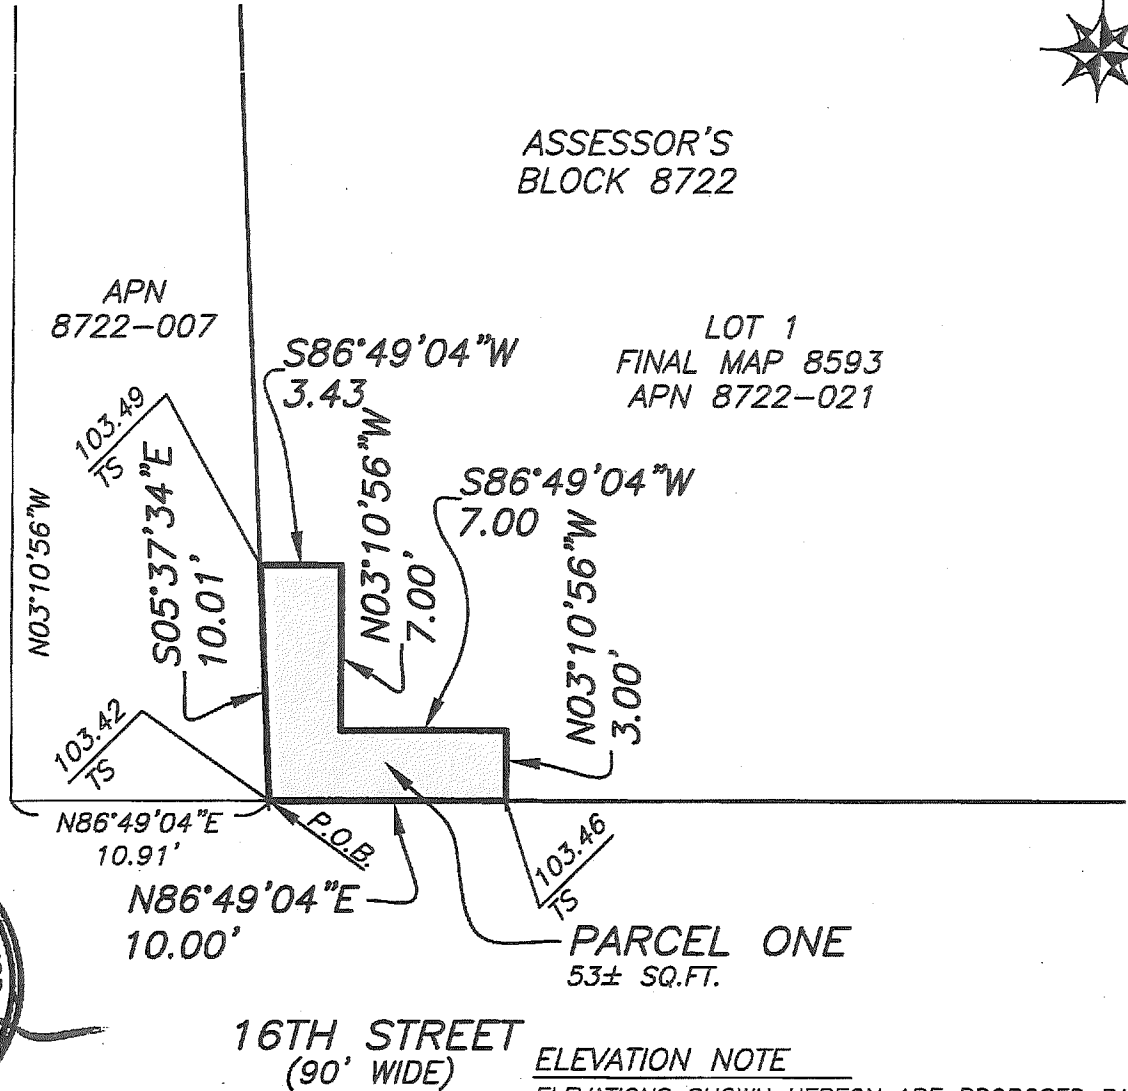 ASSESSOR'S
BLOCK 8722
APN
8722-007
LOT 1
FINAL MAP 8593
APN 8722-021
S86°49'04"W
3.43
103.49
TS
S05°37'34"E
10.01'
N03°10'56"W
7.00'
S86°49'04"W
7.00
N03°10'56"W
3.00'
N03°10'56"W
103.42
TS
N86°49'04"E
10.91'
P.O.B.
103.46
TS
N86°49'04"E
10.00'
PARCEL ONE
53± SQ.FT.
16TH STREET
(90' WIDE)
ELEVATION NOTE